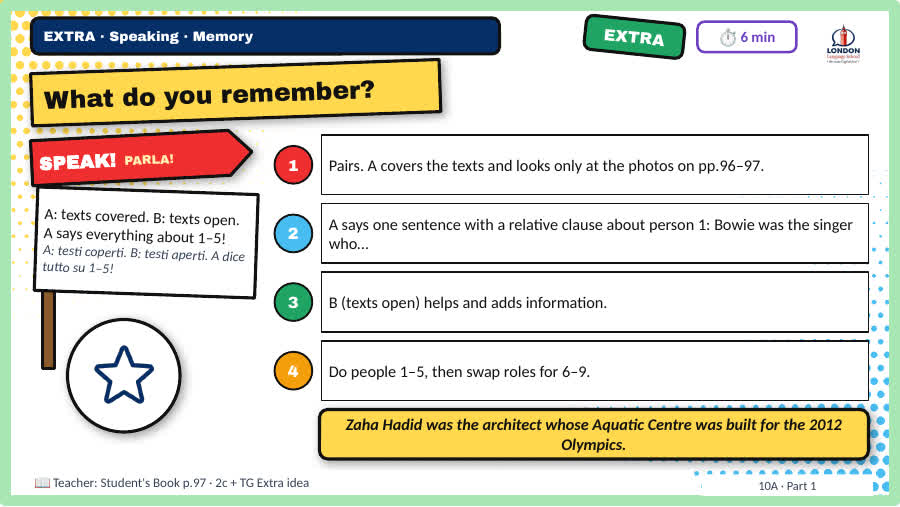 EXTRA · Speaking · Memory
EXTRA
⏱️ 6 min
LONDON
Language School
What do you remember?
SPEAK! PARLA!
A: texts covered. B: texts open.
A says everything about 1–5!
A: testi coperti. B: testi aperti. A dice
tutto su 1–5!
1
Pairs. A covers the texts and looks only at the photos on pp.96–97.
2
A says one sentence with a relative clause about person 1: Bowie was the singer
who...
3
B (texts open) helps and adds information.
4
Do people 1–5, then swap roles for 6–9.
Zaha Hadid was the architect whose Aquatic Centre was built for the 2012
Olympics.
📖 Teacher: Student's Book p.97 · 2c + TG Extra idea
10A · Part 1